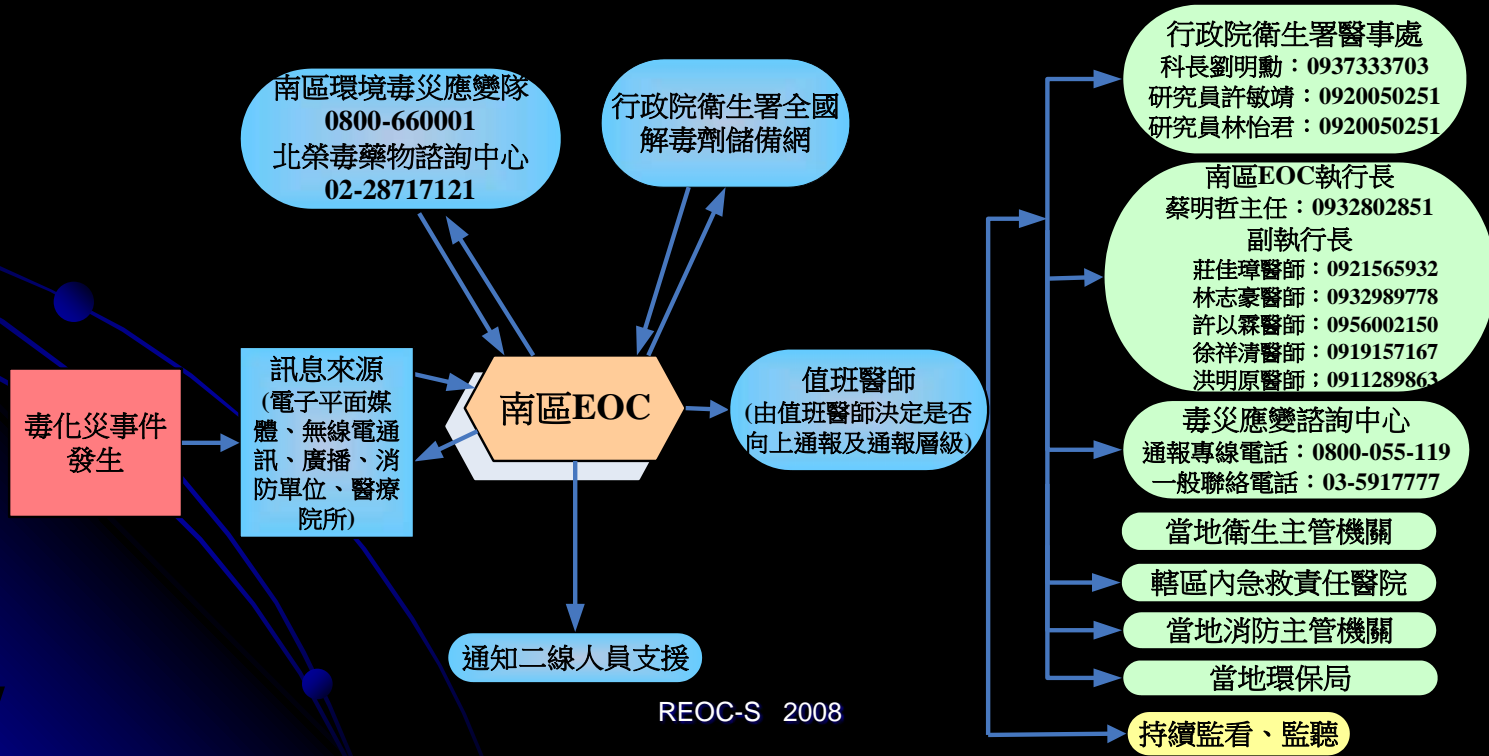 毒化災事件
發生
訊息來源
(電子平面媒
體、無線電通
訊、廣播、消
防單位、醫療
院所)
南區環境毒災應變隊
0800-660001
北榮毒藥物諮詢中心
02-28717121
行政院衛生署全國
解毒劑儲備網
南區EOC
通知二線人員支援
值班醫師
(由值班醫師決定是否
向上通報及通報層級)
行政院衛生署醫事處
科長劉明勳：0937333703
研究員許敏靖：0920050251
研究員林怡君：0920050251
南區EOC執行長
蔡明哲主任：0932802851
副執行長
莊佳璋醫師：0921565932
林志豪醫師：0932989778
許以霖醫師：0956002150
徐祥清醫師：0919157167
洪明原醫師；0911289863
毒災應變諮詢中心
通報專線電話：0800-055-119
一般聯絡電話：03-5917777
當地衛生主管機關
轄區內急救責任醫院
當地消防主管機關
當地環保局
持續監看、監聽
REOC-S 2008